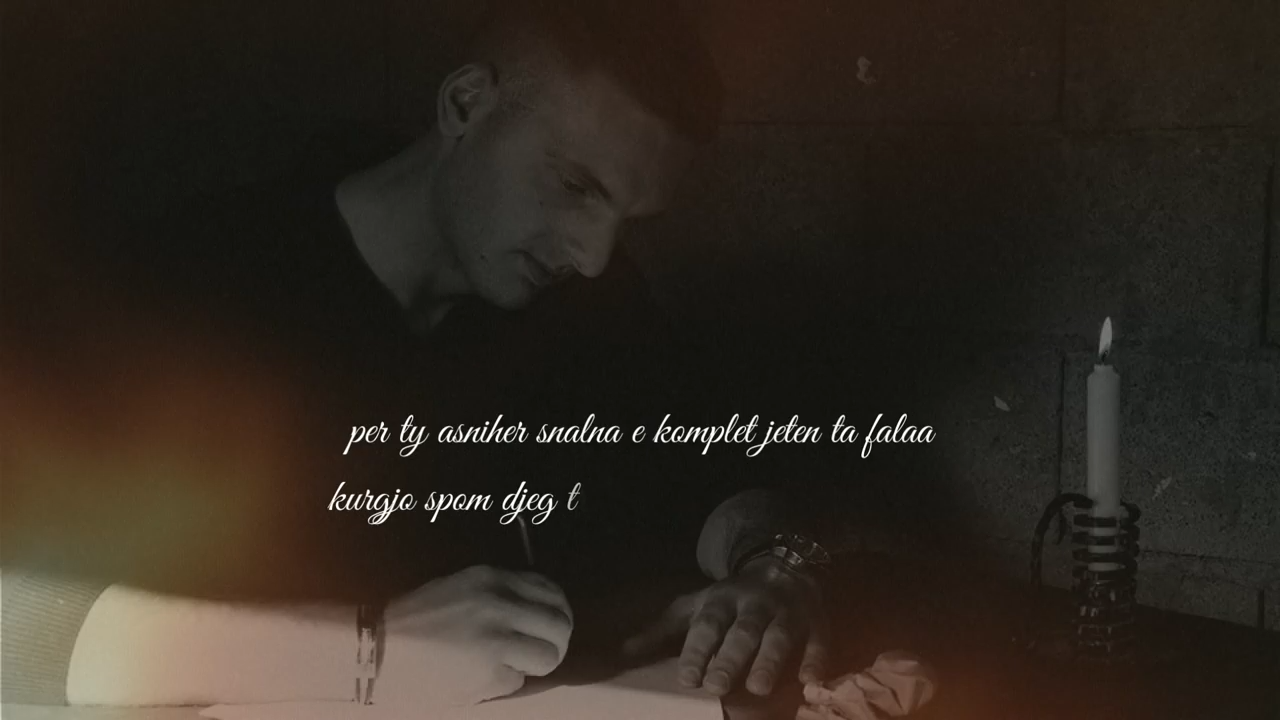 per ty asniher snalna e komplet jeten ta falaa
kurgjo spom djeg t